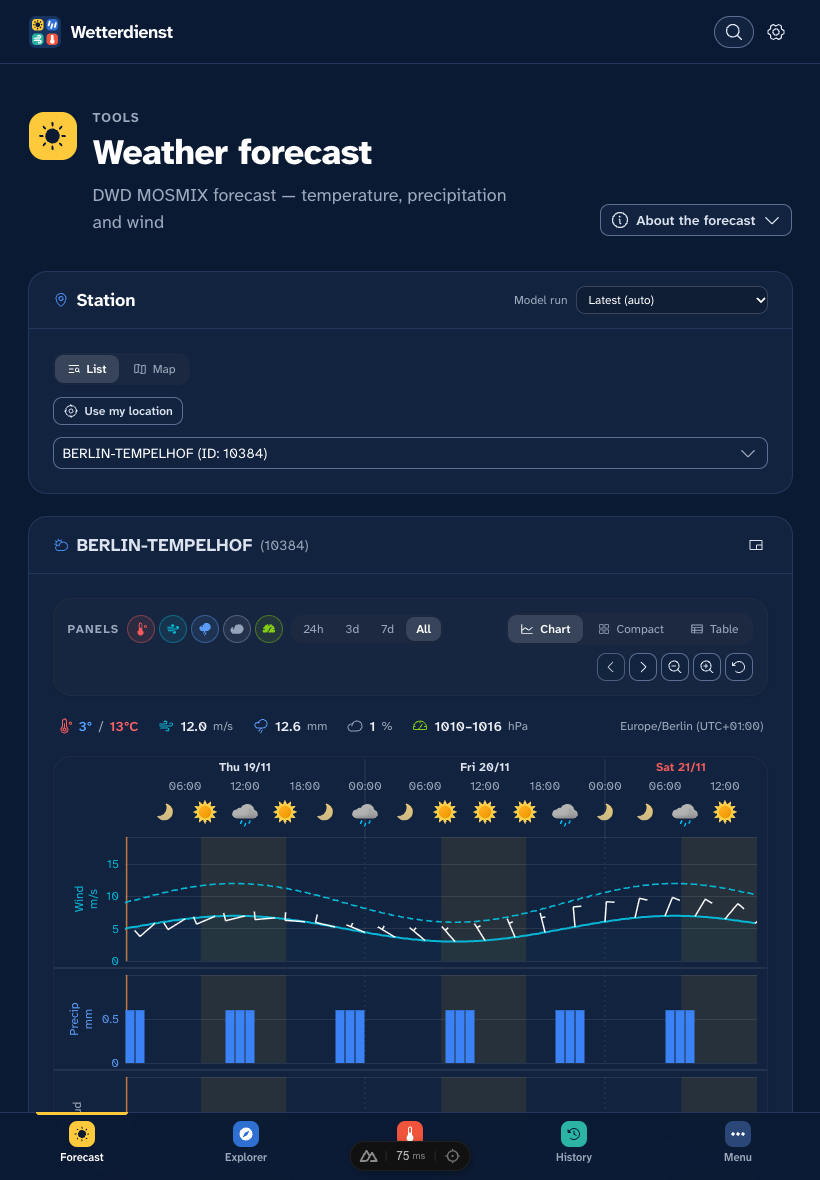 Wetterdienst
TOOLS
Weather forecast
DWD MOSMIX forecast — temperature, precipitation
and wind
About the forecast
Station
Model run
Latest (auto)
List
Map
Use my location
BERLIN-TEMPELHOF (ID: 10384)
BERLIN-TEMPELHOF (10384)
PANELS
24h
3d
7d
All
Chart
Compact
Table
3° / 13°C
12.0 m/s
12.6 mm
1 %
1010–1016 hPa
Europe/Berlin (UTC+01:00)
Thu 19/11
Fri 20/11
Sat 21/11
06:00
12:00
18:00
00:00
06:00
12:00
18:00
00:00
06:00
12:00
Wind
m/s
15
10
5
0
Precip
mm
0.5
0
ud
Forecast
Explorer
75 ms
History
Menu